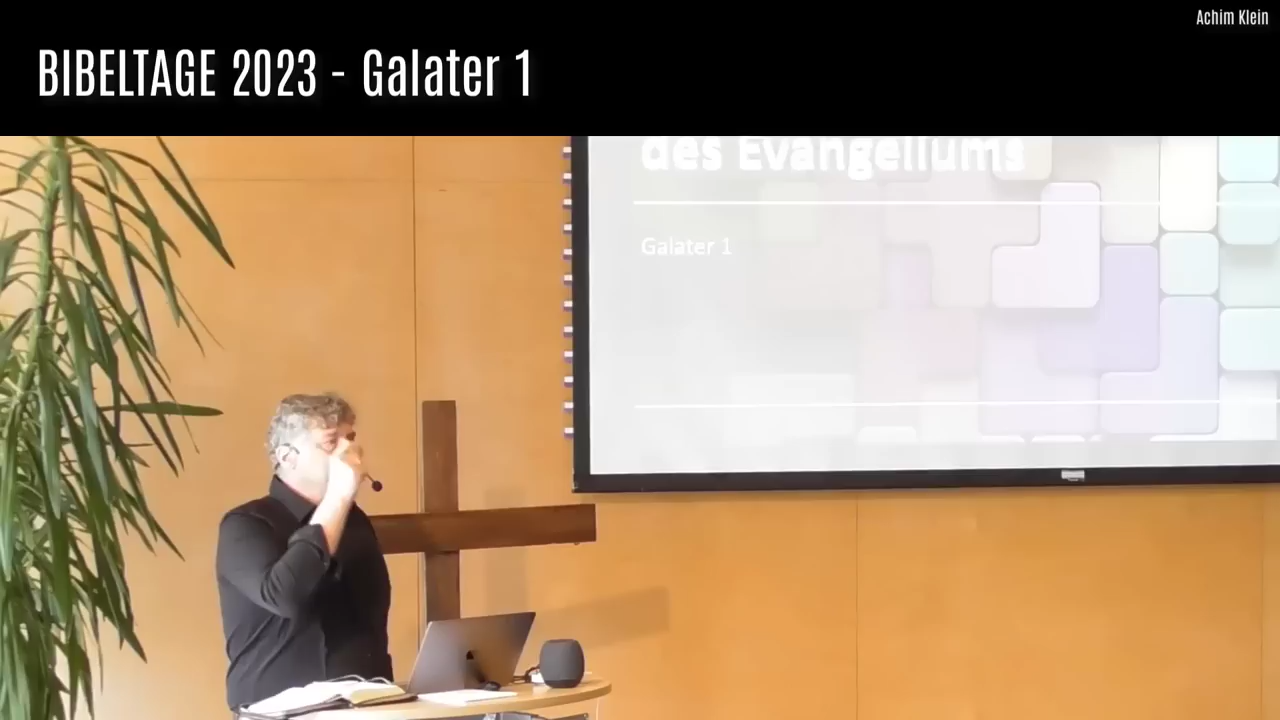 Achim Klein
BIBELTAGE 2023 - Galater 1
des Evangeliums
Galater 1